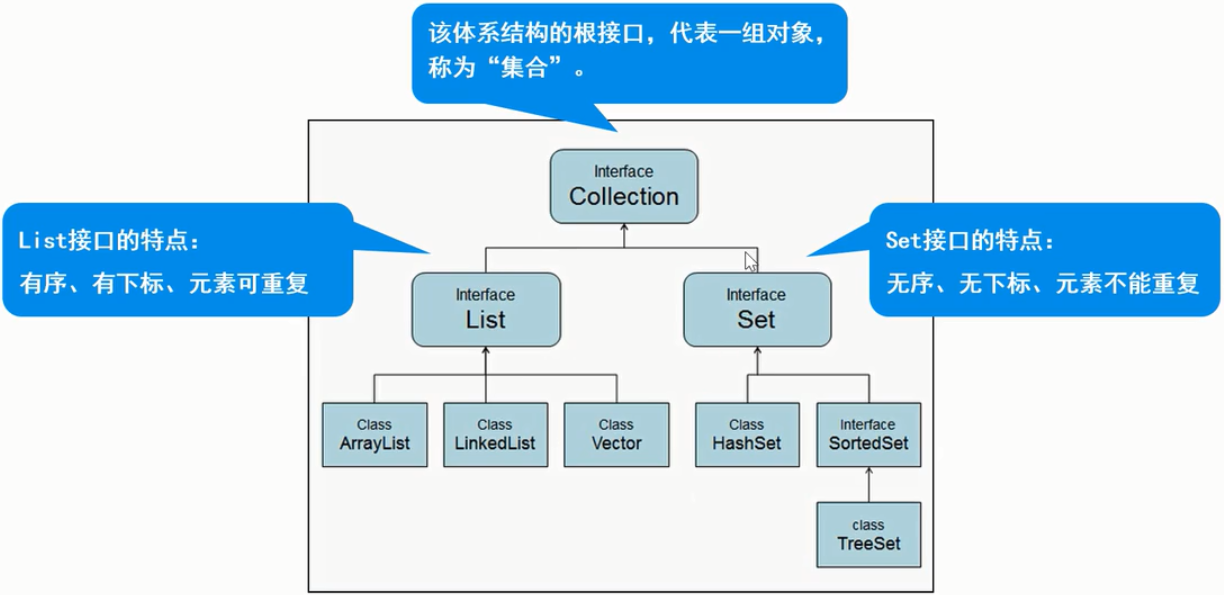 该体系结构的根接口，代表一组对象，
称为“集合”。
Interface
Collection
List接口的特点：
有序、有下标、元素可重复
Set接口的特点：
无序、无下标、元素不能重复
Interface
List
Interface
Set
Class
ArrayList
Class
LinkedList
Class
Vector
Class
HashSet
Interface
SortedSet
class
TreeSet